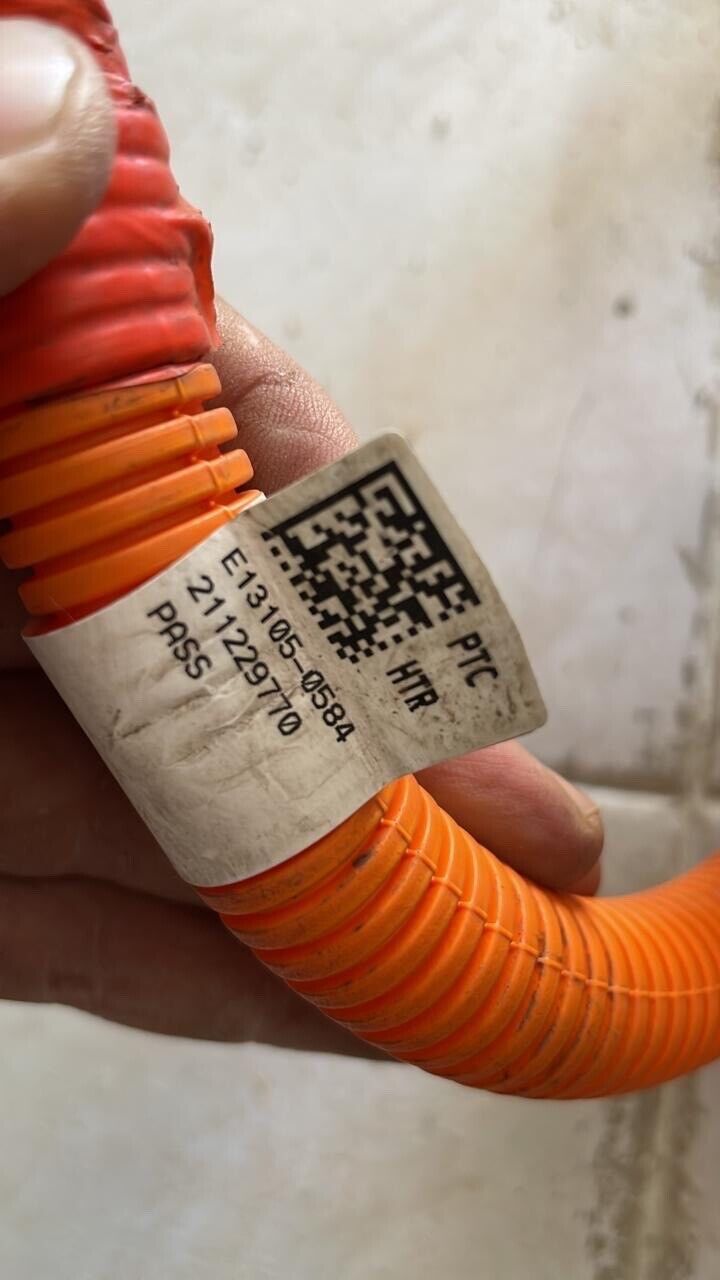 PTC
HTR
E13105-0584
211229770
PASS